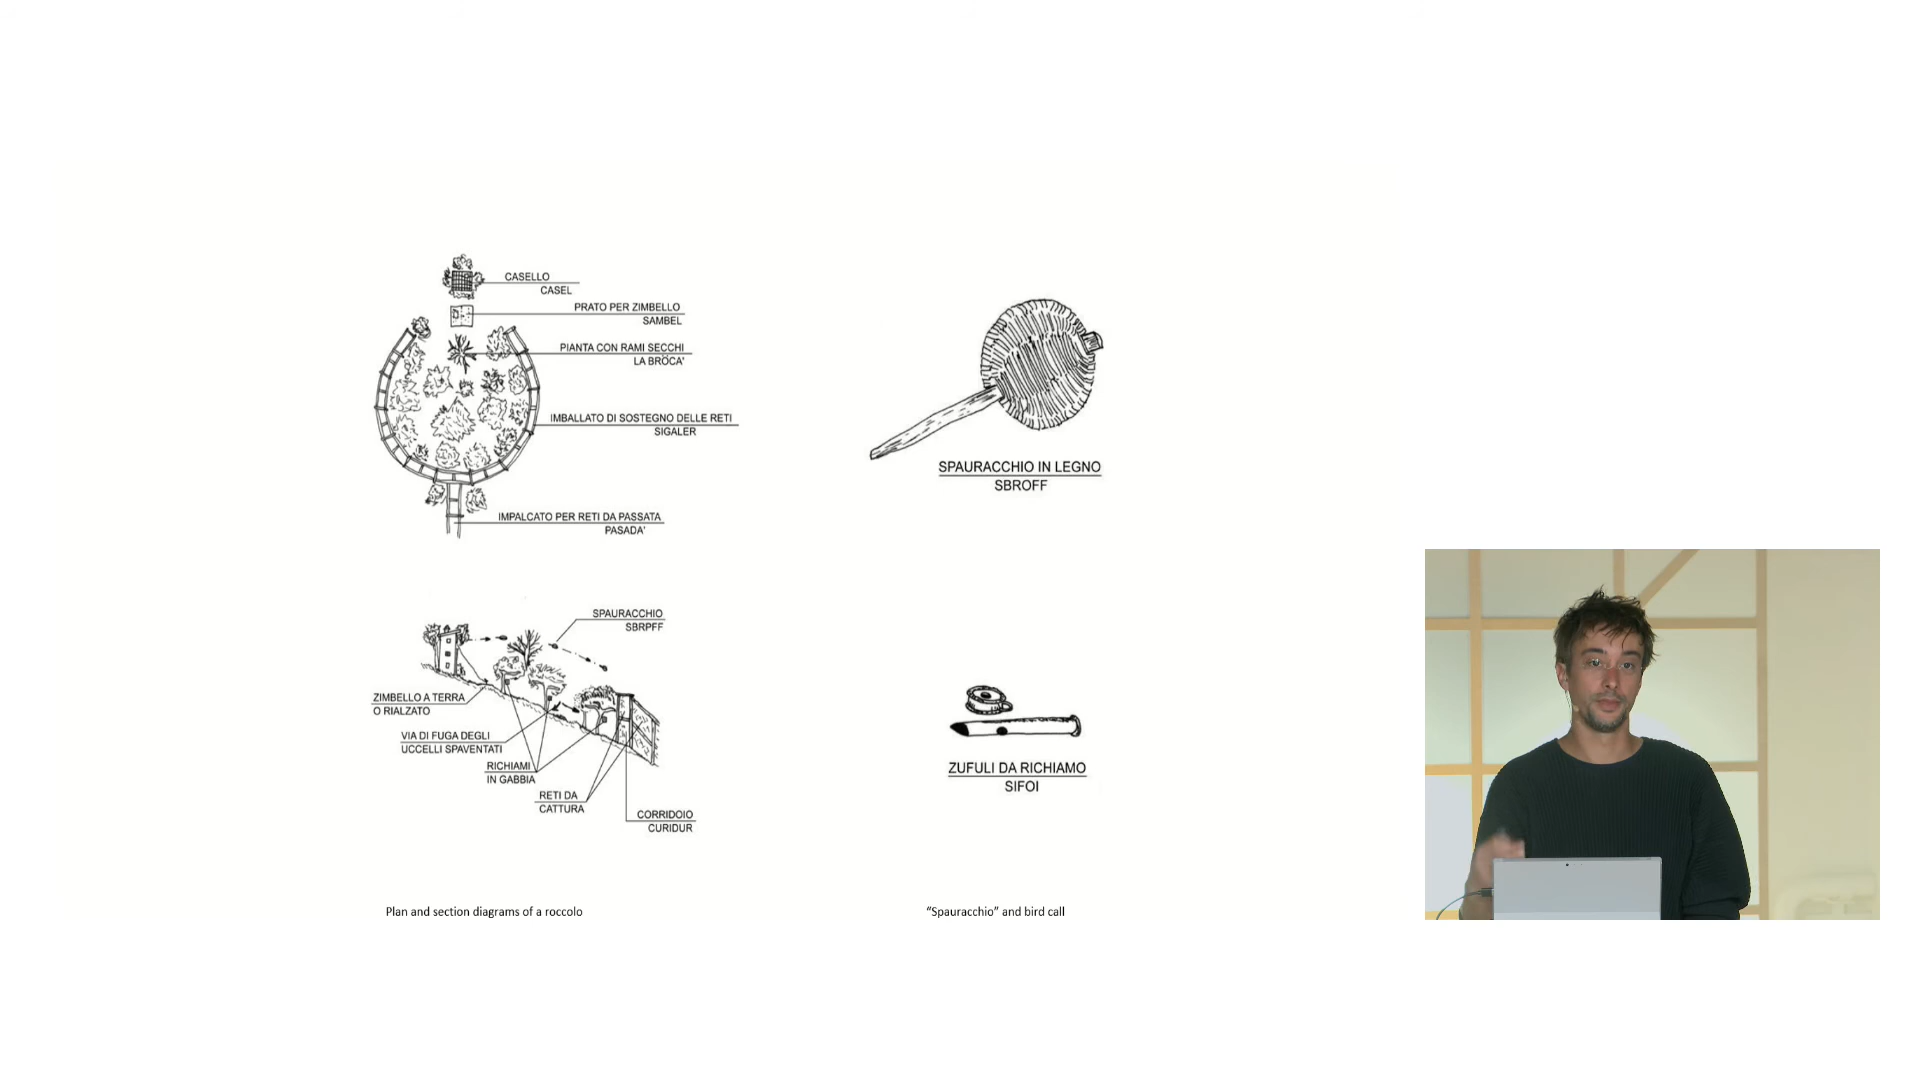 CASELLO
CASEL
PRATO PER ZIMBELLO
SAMBEL
PIANTA CON RAMI SECCHI
LA BRÖCA'
IMBALLATO DI SOSTEGNO DELLE RETI
SIGALER
IMPALCATO PER RETI DA PASSATA
PASADA'
SPAURACCHIO
SBRPFF
ZIMBELLO A TERRA
O RIALZATO
VIA DI FUGA DEGLI
UCCELLI SPAVENTATI
RICHIAMI
IN GABBIA
RETI DA
CATTURA
CORRIDOIO
CURIDUR
Plan and section diagrams of a roccolo
SPAURACCHIO IN LEGNO
SBROFF
ZUFULI DA RICHIAMO
SIFOI
“Spauracchio” and bird call